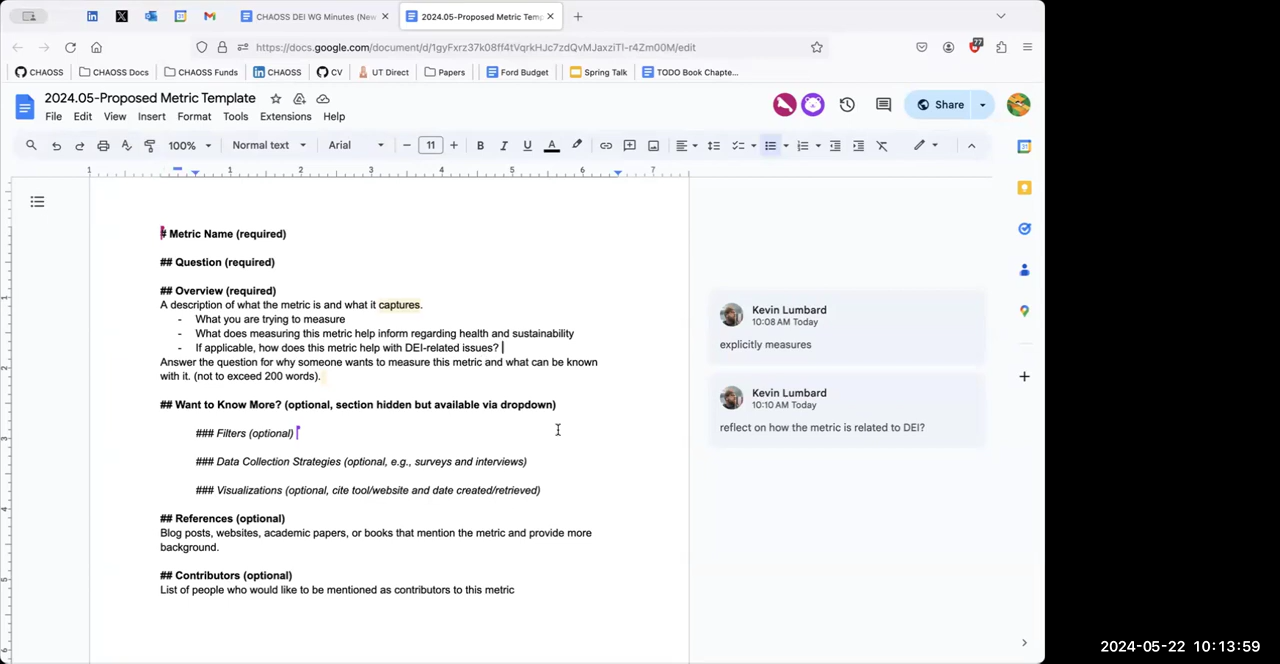 CHAOSS DEI WG Minutes (New
2024.05-Proposed Metric Temp
https://docs.google.com/document/d/1gyFxrz37k08ff4tVqrkHJc7zdQvMJaxziTl-r4Zm00M/edit
27
CHAOSS
CHAOSS Docs
CHAOSS Funds
CHAOSS
CV
UT Direct
Papers
Ford Budget
Spring Talk
TODO Book Chapte...
2024.05-Proposed Metric Template
Share
File Edit View Insert Format Tools Extensions Help
100% Normal text Arial 11 B I U A
1 1 2 3 4 5 6 7
# Metric Name (required)
## Question (required)
## Overview (required)
A description of what the metric is and what it captures.
- What you are trying to measure
- What does measuring this metric help inform regarding health and sustainability
- If applicable, how does this metric help with DEI-related issues?
Answer the question for why someone wants to measure this metric and what can be known
with it. (not to exceed 200 words).
## Want to Know More? (optional, section hidden but available via dropdown)
### Filters (optional)
### Data Collection Strategies (optional, e.g., surveys and interviews)
### Visualizations (optional, cite tool/website and date created/retrieved)
## References (optional)
Blog posts, websites, academic papers, or books that mention the metric and provide more
background.
## Contributors (optional)
List of people who would like to be mentioned as contributors to this metric
Kevin Lumbard
10:08 AM Today
explicitly measures
Kevin Lumbard
10:10 AM Today
reflect on how the metric is related to DEI?
2024-05-22 10:13:59